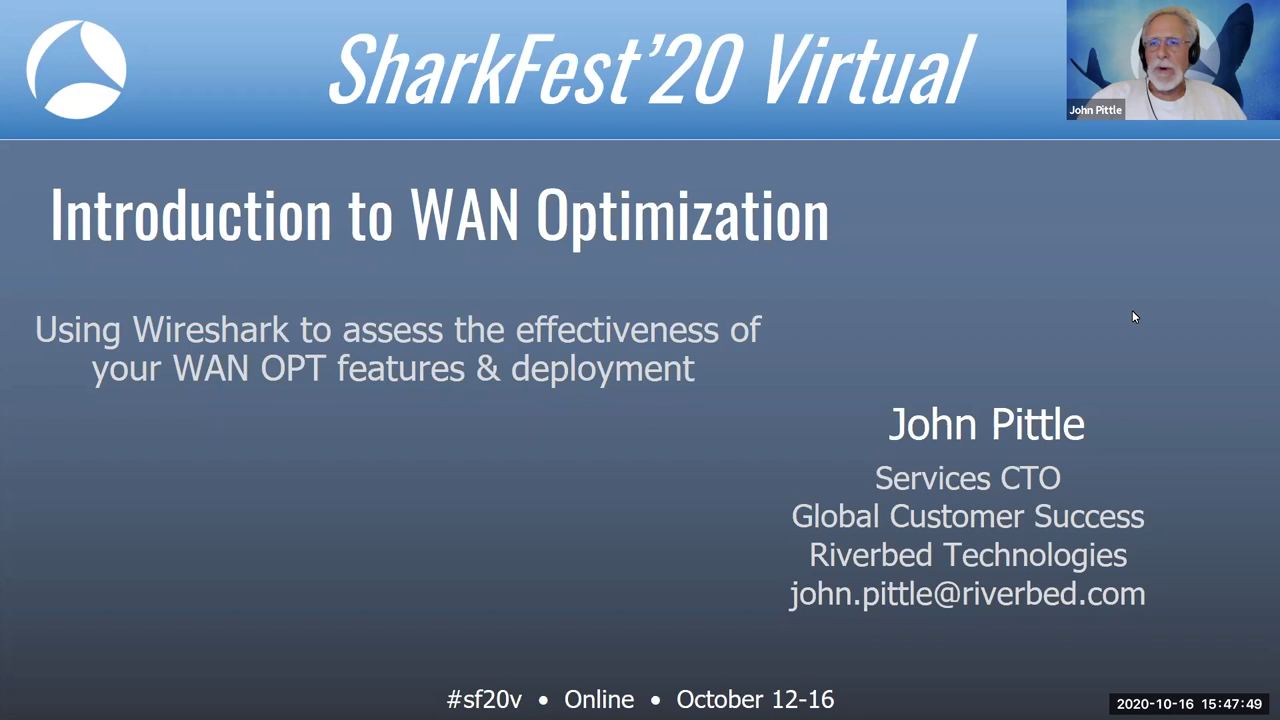 SharkFest’20 Virtual
John Pittle
Introduction to WAN Optimization
Using Wireshark to assess the effectiveness of
your WAN OPT features & deployment
John Pittle
Services CTO
Global Customer Success
Riverbed Technologies
john.pittle@riverbed.com
#sf20v • Online • October 12-16
2020-10-16 15:47:49